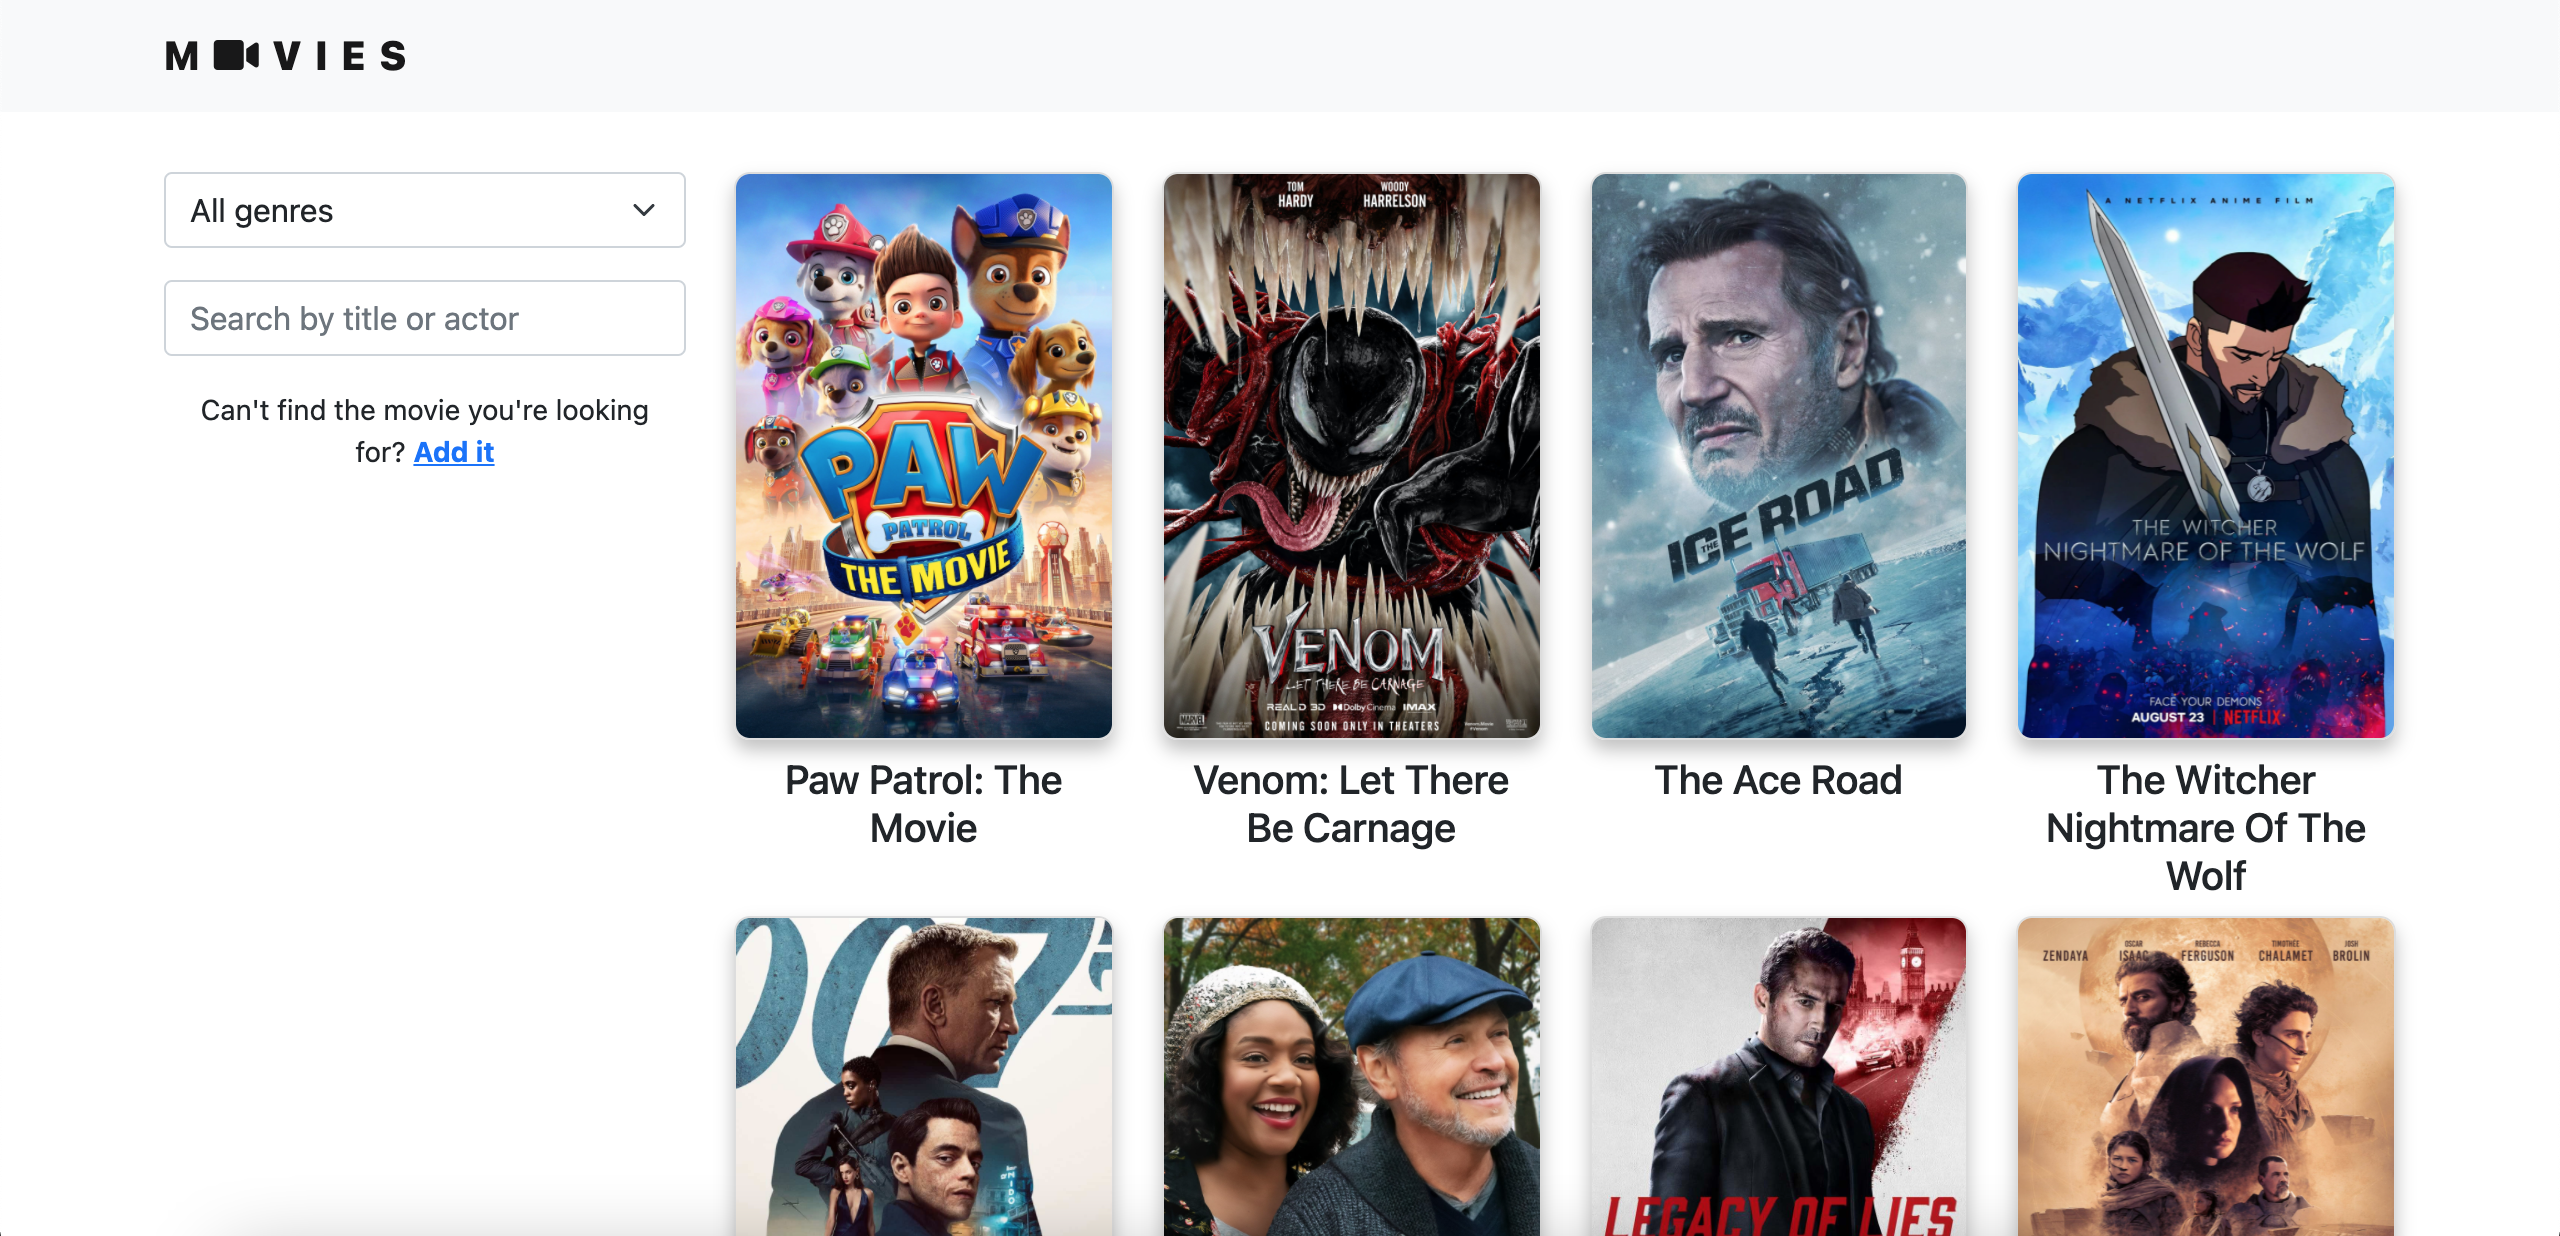 M VIES
All genres
Search by title or actor
Can't find the movie you're looking
for? Add it
TOM HARDY
WOODY HARRELSON
A NETFLIX ANIME FILM
PAW
PATROL
THE MOVIE
THE ICE ROAD
THE WITCHER
NIGHTMARE OF THE WOLF
VENOM
LET THERE BE CARNAGE
REALD 3D Dolby Cinema IMAX
MARVEL
COMING SOON ONLY IN THEATERS
FACE YOUR DEMONS
AUGUST 23 | NETFLIX
Paw Patrol: The
Movie
Venom: Let There
Be Carnage
The Ace Road
The Witcher
Nightmare Of The
Wolf
007
ZENDAYA
OSCAR ISAAC
REBECCA FERGUSON
TIMOTHÉE CHALAMET
JOSH BROLIN
LEGACY OF LIES